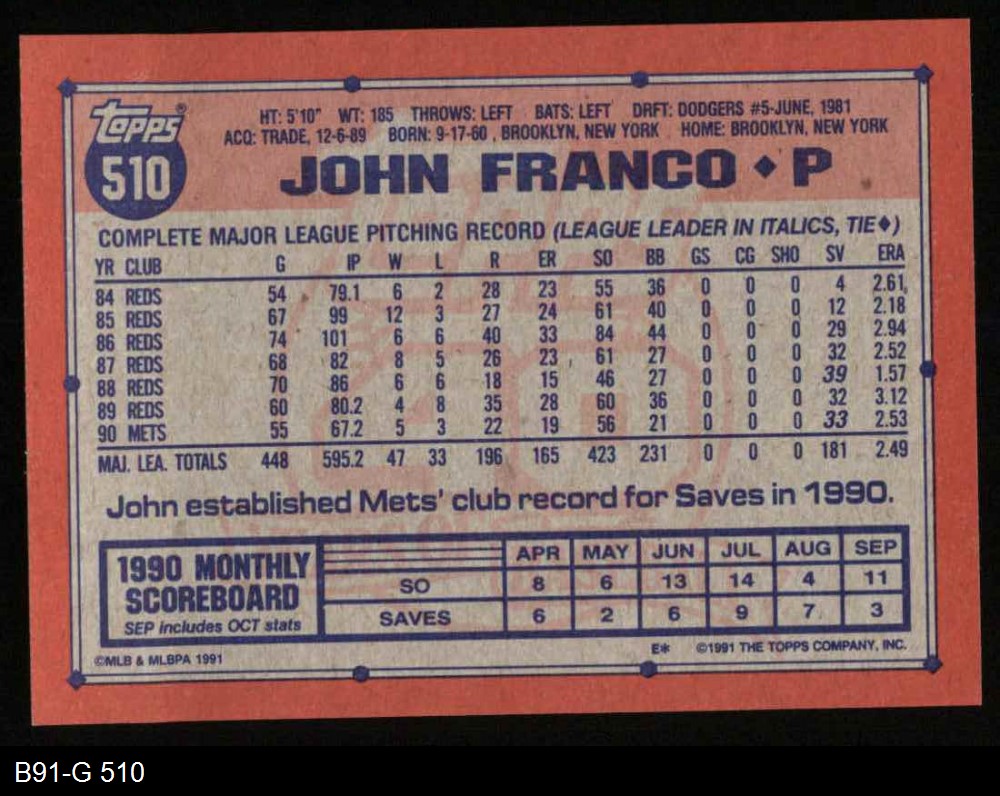 Topps®
510
HT: 5'10" WT: 185 THROWS: LEFT BATS: LEFT DRFT: DODGERS #5-JUNE, 1981
ACQ: TRADE, 12-6-89 BORN: 9-17-60, BROOKLYN, NEW YORK HOME: BROOKLYN, NEW YORK
JOHN FRANCO ♦ P
COMPLETE MAJOR LEAGUE PITCHING RECORD (LEAGUE LEADER IN ITALICS, TIE♦)
YR CLUB G IP W L R ER SO BB GS CG SHO SV ERA
84 REDS 54 79.1 6 2 28 23 55 36 0 0 0 4 2.61
85 REDS 67 99 12 3 27 24 61 40 0 0 0 12 2.18
86 REDS 74 101 6 6 40 33 84 44 0 0 0 29 2.94
87 REDS 68 82 8 5 26 23 61 27 0 0 0 32 2.52
88 REDS 70 86 6 6 18 15 46 27 0 0 0 39 1.57
89 REDS 60 80.2 4 8 35 28 60 36 0 0 0 32 3.12
90 METS 55 67.2 5 3 22 19 56 21 0 0 0 33 2.53
MAJ. LEA. TOTALS 448 595.2 47 33 196 165 423 231 0 0 0 181 2.49
John established Mets' club record for Saves in 1990.
1990 MONTHLY SCOREBOARD
SEP includes OCT stats
APR MAY JUN JUL AUG SEP
SO 8 6 13 14 4 11
SAVES 6 2 6 9 7 3
©MLB & MLBPA 1991 E* ©1991 THE TOPPS COMPANY, INC.
B91-G 510